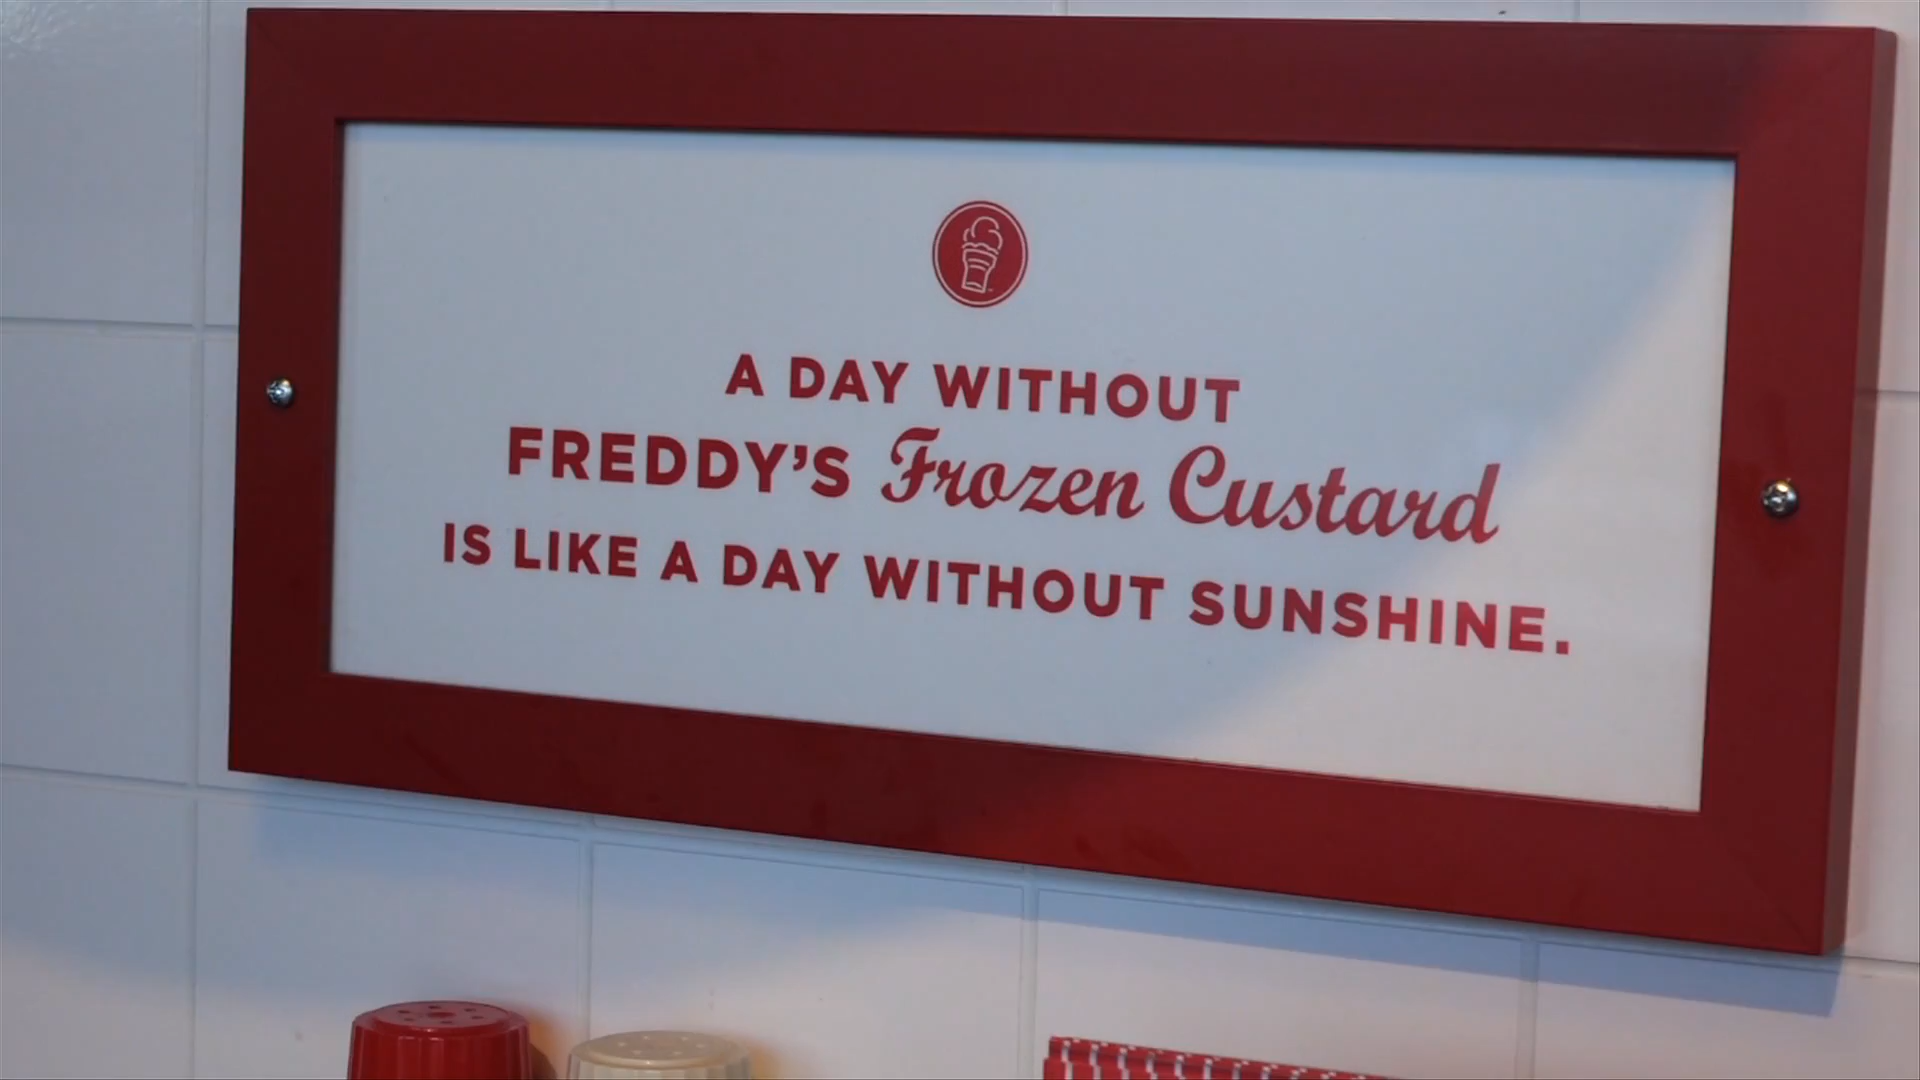 A DAY WITHOUT
FREDDY'S Frozen Custard
IS LIKE A DAY WITHOUT SUNSHINE.